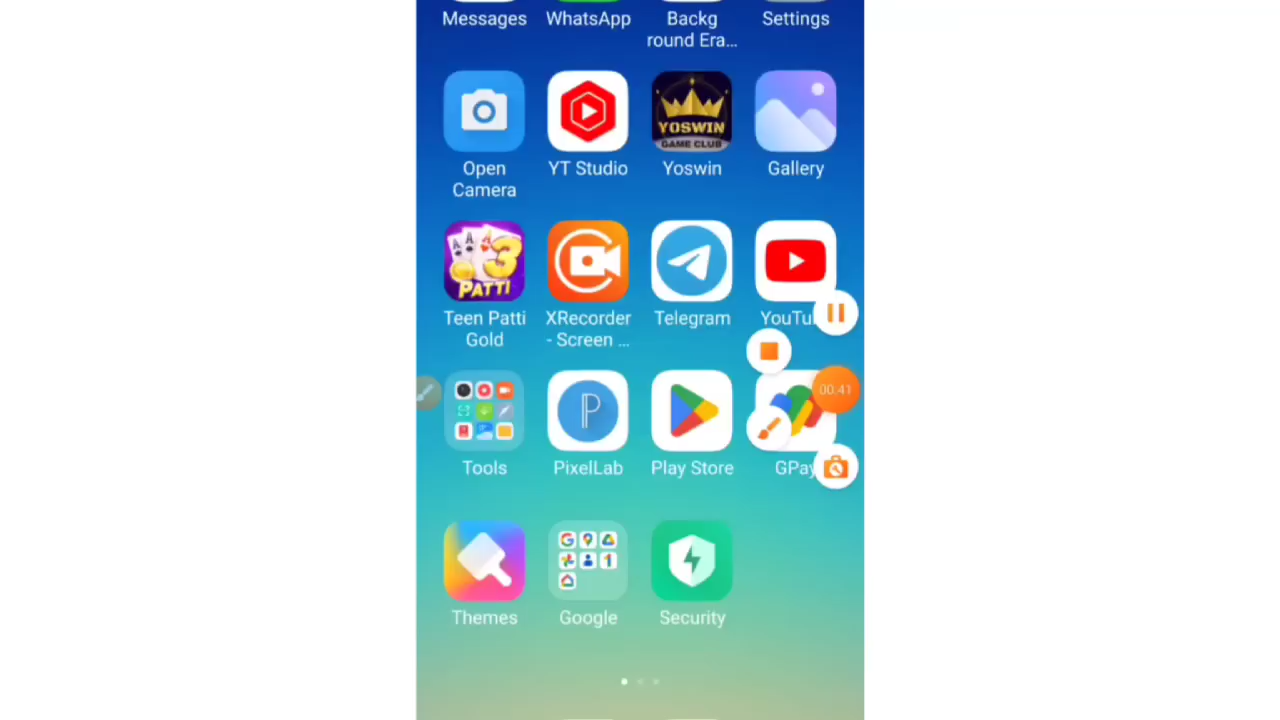 Messages
WhatsApp
Backg
round Era...
Settings
YOSWIN
GAME CLUB
Open
Camera
YT Studio
Yoswin
Gallery
A A A
3
PATTI
Teen Patti
Gold
XRecorder
- Screen ...
Telegram
YouTu
00:41
P
Tools
PixelLab
Play Store
GPay
Themes
Google
Security